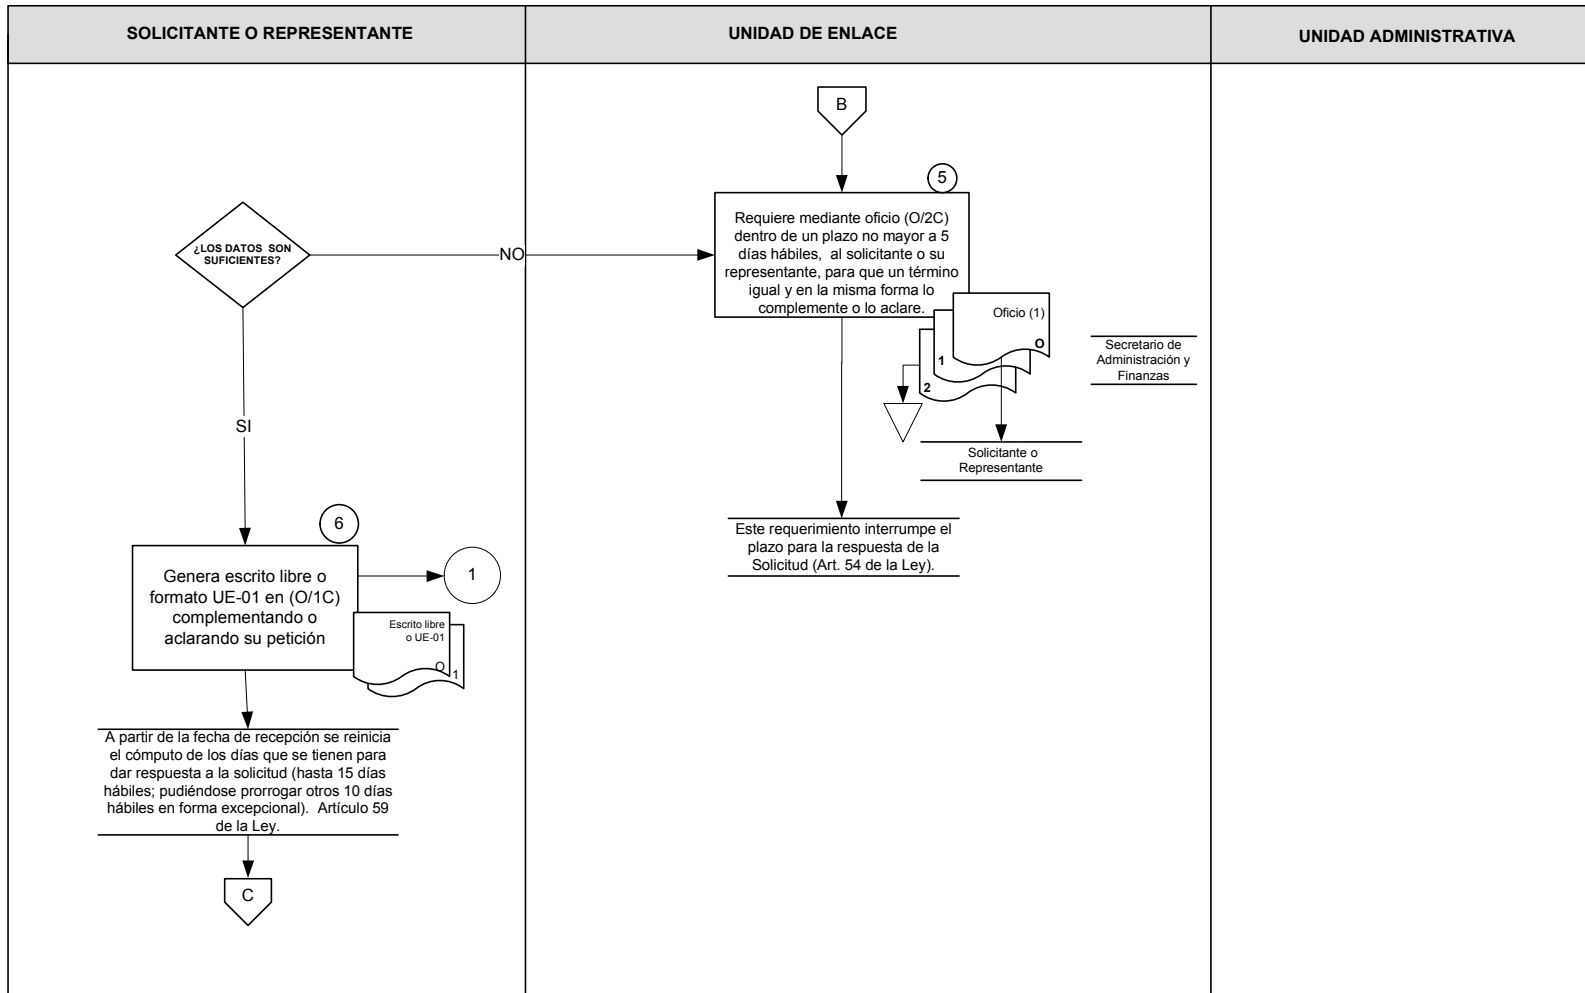 SOLICITANTE O REPRESENTANTE
UNIDAD DE ENLACE
UNIDAD ADMINISTRATIVA
B
5
Requiere mediante oficio (O/2C)
dentro de un plazo no mayor a 5
días hábiles, al solicitante o su
representante, para que un término
igual y en la misma forma lo
complemente o lo aclare.
¿LOS DATOS SON
SUFICIENTES?
NO
Oficio (1)
O
1
2
Secretario de
Administración y
Finanzas
Solicitante o
Representante
SI
Este requerimiento interrumpe el
plazo para la respuesta de la
Solicitud (Art. 54 de la Ley).
6
Genera escrito libre o
formato UE-01 en (O/1C)
complementando o
aclarando su petición
1
Escrito libre
o UE-01
O
1
A partir de la fecha de recepción se reinicia
el cómputo de los días que se tienen para
dar respuesta a la solicitud (hasta 15 días
hábiles; pudiéndose prorrogar otros 10 días
hábiles en forma excepcional). Artículo 59
de la Ley.
C